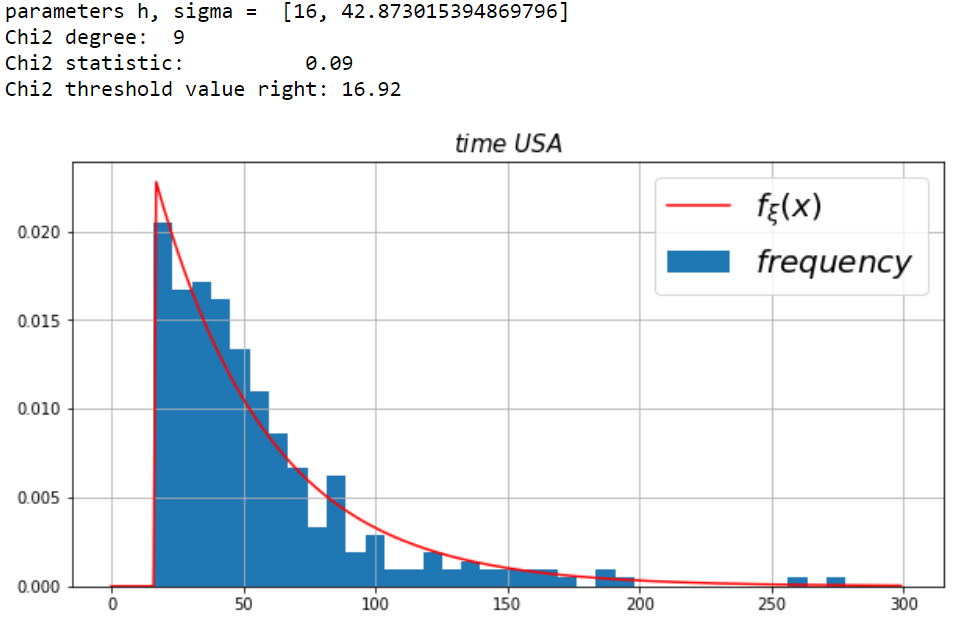 parameters h, sigma =  [16, 42.873015394869796]
Chi2 degree:  9
Chi2 statistic:          0.09
Chi2 threshold value right: 16.92
time USA
f_ξ(x)
frequency
0.020
0.015
0.010
0.005
0.000
0 50 100 150 200 250 300